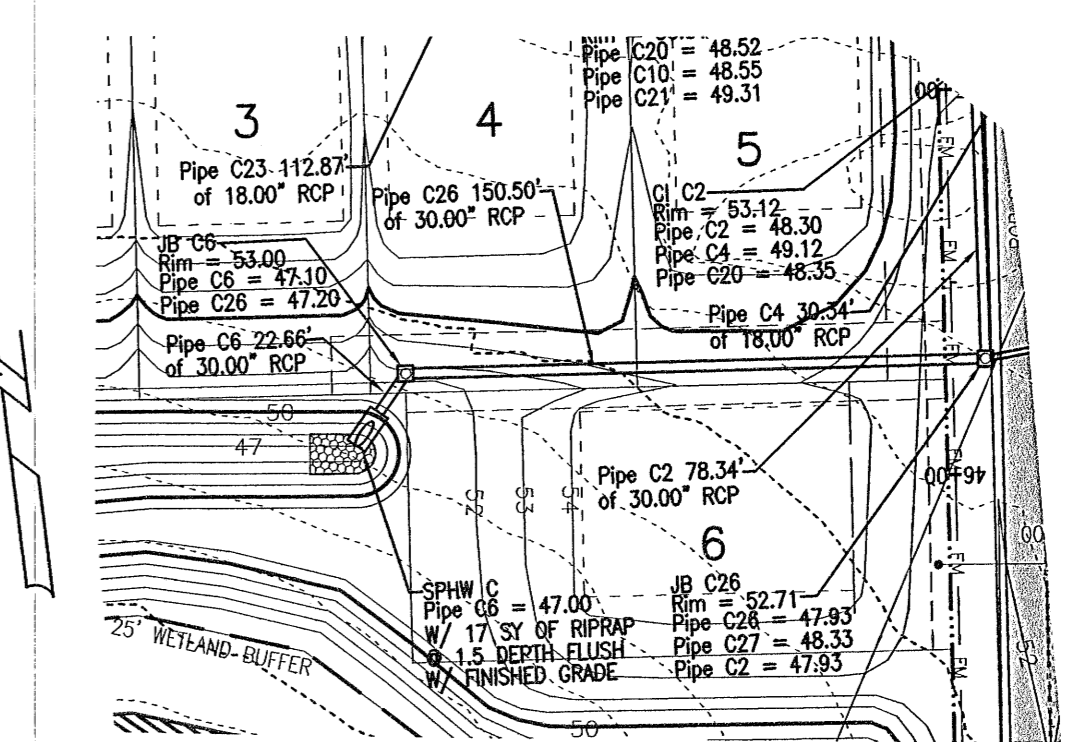 Pipe C20 = 48.52
Pipe C10 = 48.55
Pipe C21 = 49.31
3
4
5
Pipe C23 112.87'
of 18.00" RCP
Pipe C26 150.50'
of 30.00" RCP
CI C2
Rim = 53.12
Pipe C2 = 48.30
Pipe C4 = 49.12
Pipe C20 = 48.35
JB C6
Rim = 53.00
Pipe C6 = 47.10
Pipe C26 = 47.20
Pipe C4 30.34'
of 18.00" RCP
Pipe C6 22.66'
of 30.00" RCP
50
47
52
53
54
Pipe C2 78.34'
of 30.00" RCP
46+00
6
SPHW C
Pipe C6 = 47.00
W/ 17 SY OF RIPRAP
@ 1.5 DEPTH FLUSH
W/ FINISHED GRADE
JB C26
Rim = 52.71
Pipe C26 = 47.93
Pipe C27 = 48.33
Pipe C2 = 47.93
25' WETLAND BUFFER
50
52
FM
FM
FM
FM
FM
FM
00